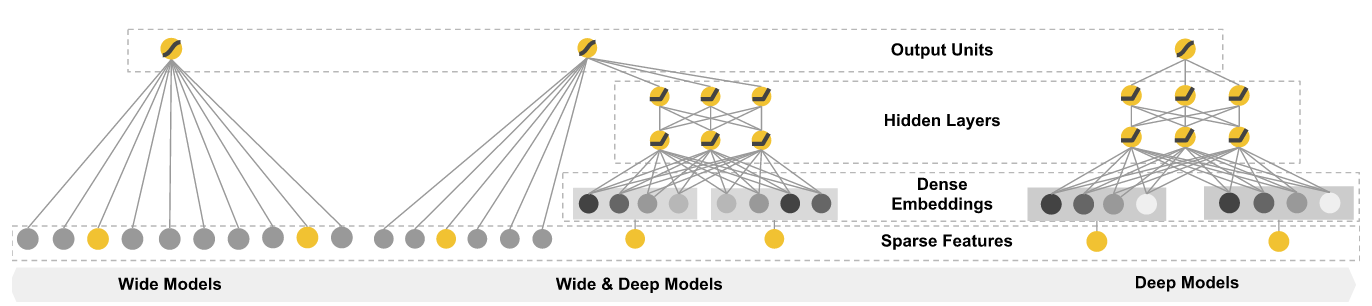 Output Units
Hidden Layers
Dense
Embeddings
Sparse Features
Wide Models
Wide & Deep Models
Deep Models